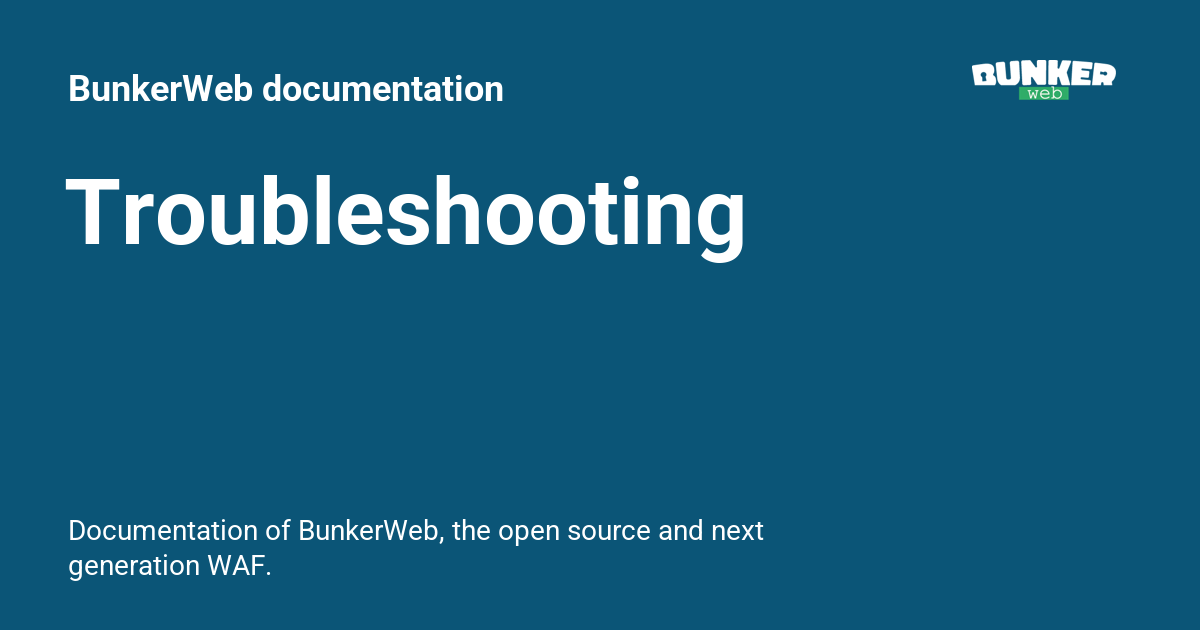 BunkerWeb documentation
BUNKER
web
Troubleshooting
Documentation of BunkerWeb, the open source and next
generation WAF.